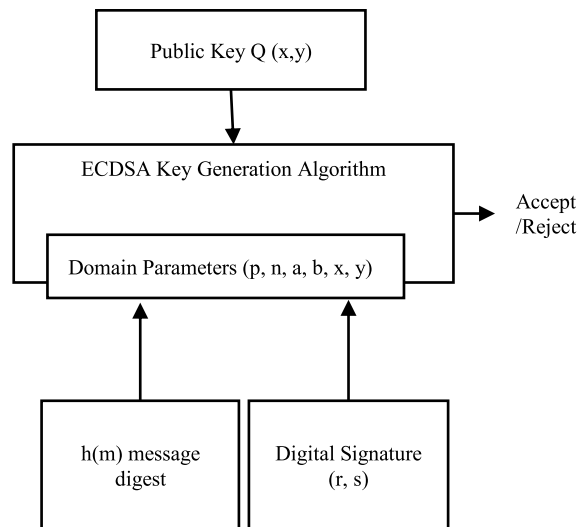 Public Key Q (x,y)
ECDSA Key Generation Algorithm
Accept
/Reject
Domain Parameters (p, n, a, b, x, y)
h(m) message
digest
Digital Signature
(r, s)